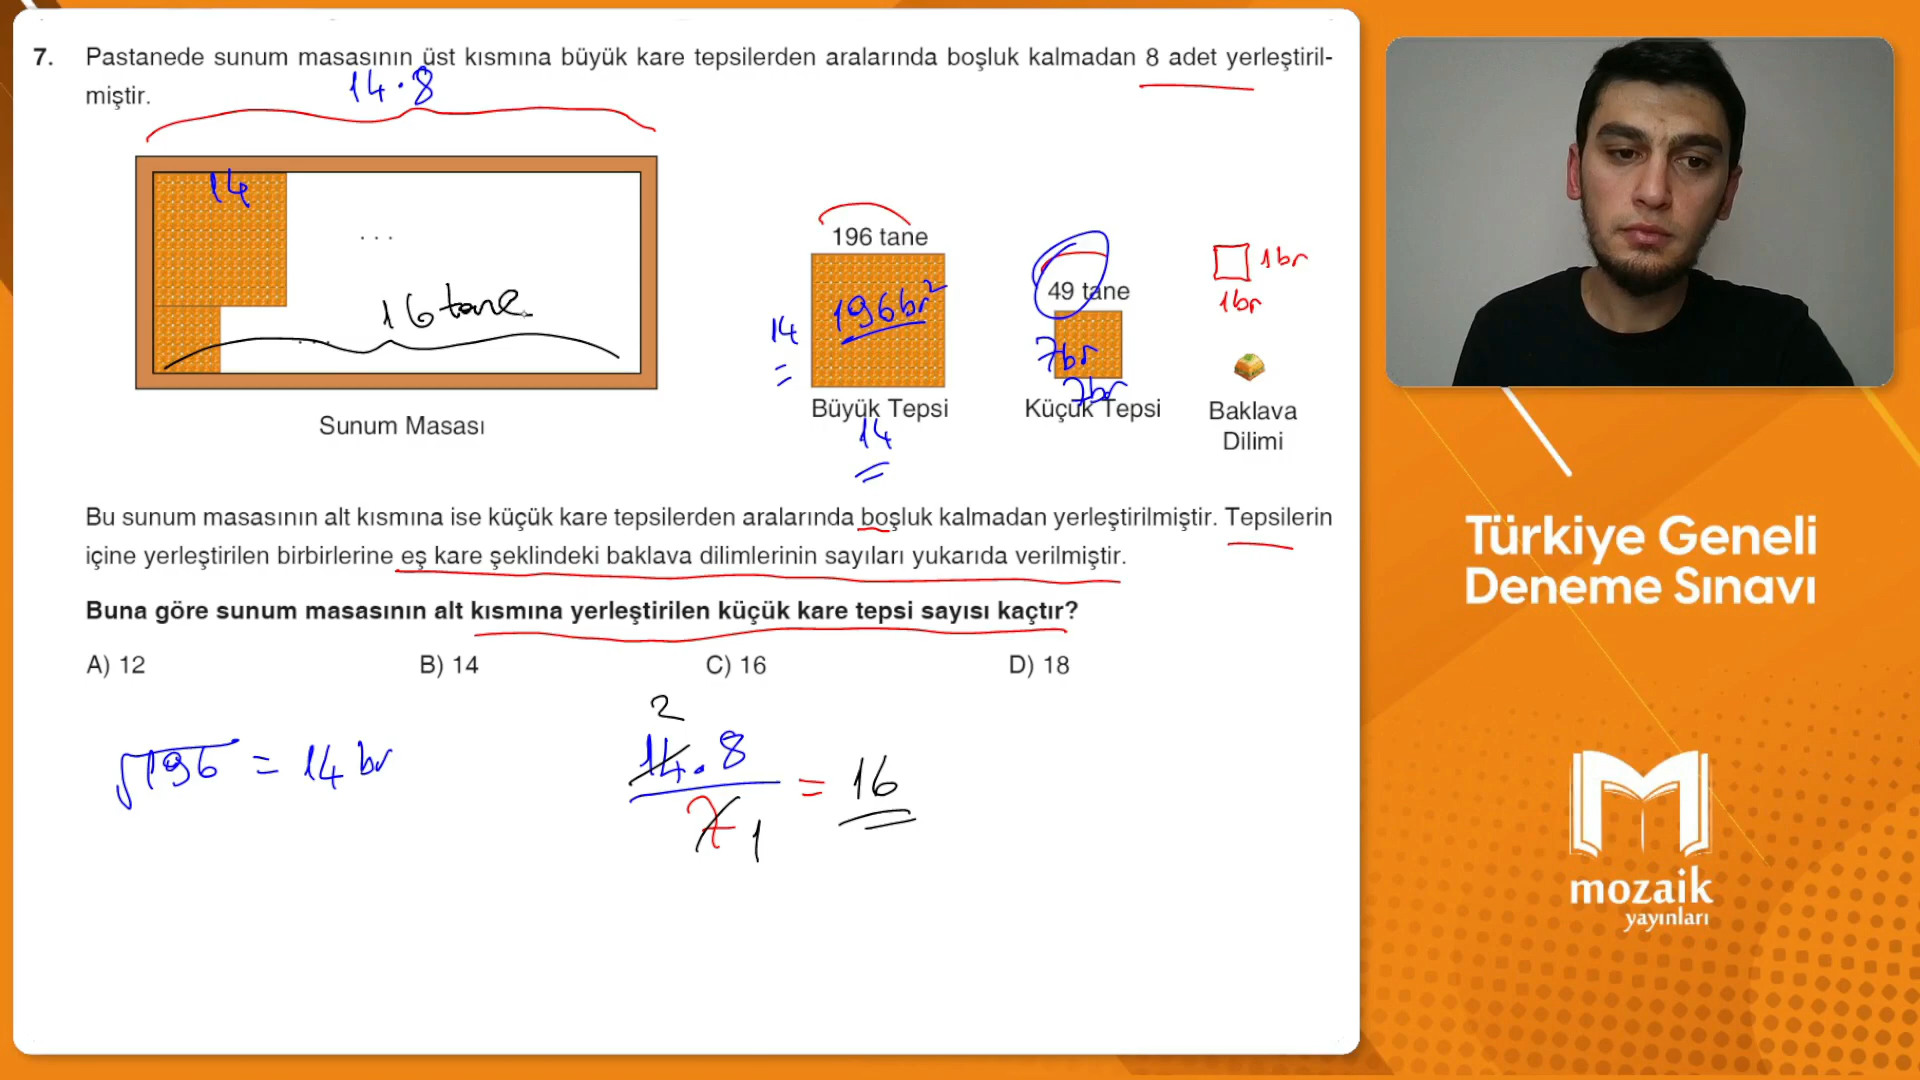 7. Pastanede sunum masasının üst kısmına büyük kare tepsilerden aralarında boşluk kalmadan 8 adet yerleştiril-
miştir.
14.8
14
...
16 tane
...
Sunum Masası
196 tane
196br²
14
=
Büyük Tepsi
14
=
49 tane
7br
7br
Küçük Tepsi
1br
1br
Baklava
Dilimi
Bu sunum masasının alt kısmına ise küçük kare tepsilerden aralarında boşluk kalmadan yerleştirilmiştir. Tepsilerin
içine yerleştirilen birbirlerine eş kare şeklindeki baklava dilimlerinin sayıları yukarıda verilmiştir.
Buna göre sunum masasının alt kısmına yerleştirilen küçük kare tepsi sayısı kaçtır?
A) 12 B) 14 C) 16 D) 18
√196 = 14 br
2
14.8
= 16
7 1
Türkiye Geneli
Deneme Sınavı
mozaik
yayınları